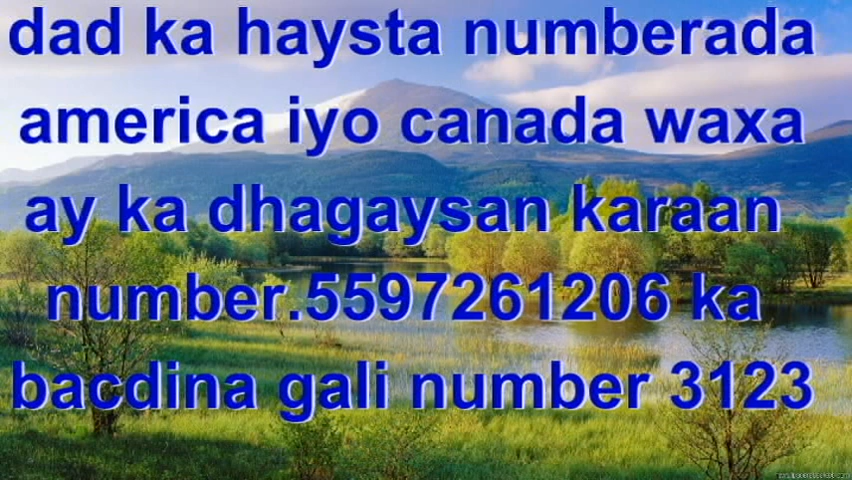 dad ka haysta numberada
america iyo canada waxa
ay ka dhagaysan karaan
number.5597261206 ka
bacdina gali number 3123